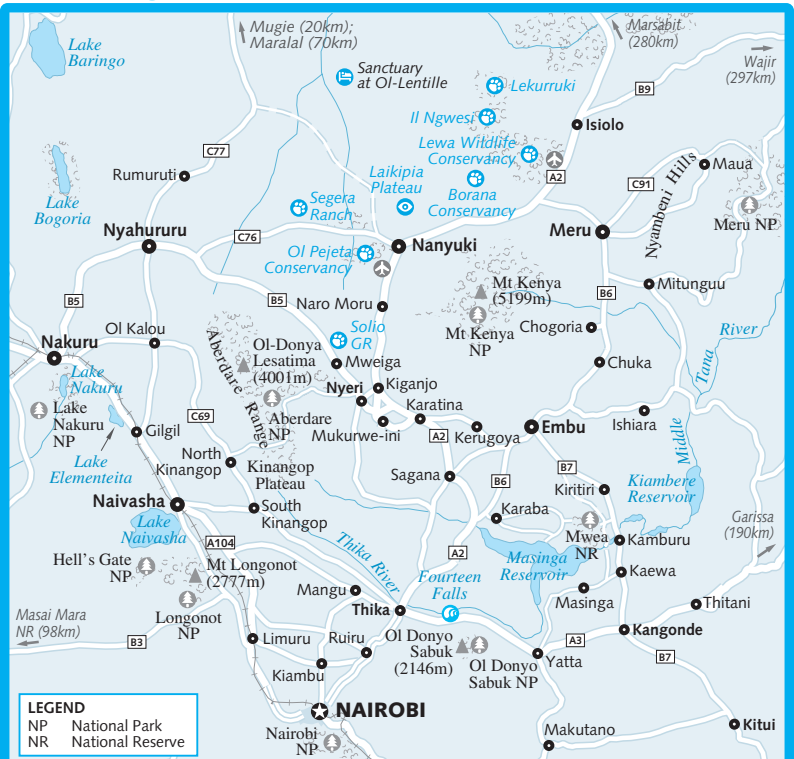 Mugie (20km);
Maralal (70km)
Marsabit
(280km)
Wajir
(297km)
Lake
Baringo
Sanctuary
at Ol-Lentille
Lekurruki
B9
Il Ngwesi
Isiolo
Lewa Wildlife
Conservancy
C77
A2
Maua
Rumuruti
Laikipia
Plateau
C91
Nyambeni Hills
Lake
Bogoria
Segera
Ranch
Borana
Conservancy
Meru NP
Nyahururu
C76
Nanyuki
Meru
Ol Pejeta
Conservancy
Mt Kenya
(5199m)
Mitunguu
B5
B5
Naro Moru
B6
Mt Kenya
NP
Chogoria
Ol Kalou
Solio
GR
Tana
River
Nakuru
Aberdare Range
Ol-Donya
Lesatima
(4001m)
Mweiga
Chuka
Lake
Nakuru
Nyeri
Kiganjo
Lake
Nakuru
NP
C69
Aberdare
NP
Karatina
Mukurwe-ini
A2
Kerugoya
Embu
Ishiara
Gilgil
Middle
North
Kinangop
Kinangop
Plateau
Lake
Elementeita
Sagana
B7
B6
Kiritiri
Kiambere
Reservoir
Naivasha
South
Kinangop
Karaba
Lake
Naivasha
Mwea
NR
Garissa
(190km)
A104
Thika River
A2
Kamburu
Hell's Gate
NP
Mt Longonot
(2777m)
Masinga
Reservoir
Kaewa
Fourteen
Falls
Mangu
Longonot
NP
Masinga
Thitani
Masai Mara
NR (98km)
Thika
B3
Limuru
Ruiru
Ol Donyo
Sabuk
(2146m)
A3
Kangonde
Ol Donyo
Sabuk NP
Yatta
B7
Kiambu
LEGEND
NP National Park
NR National Reserve
NAIROBI
Nairobi
NP
Makutano
Kitui